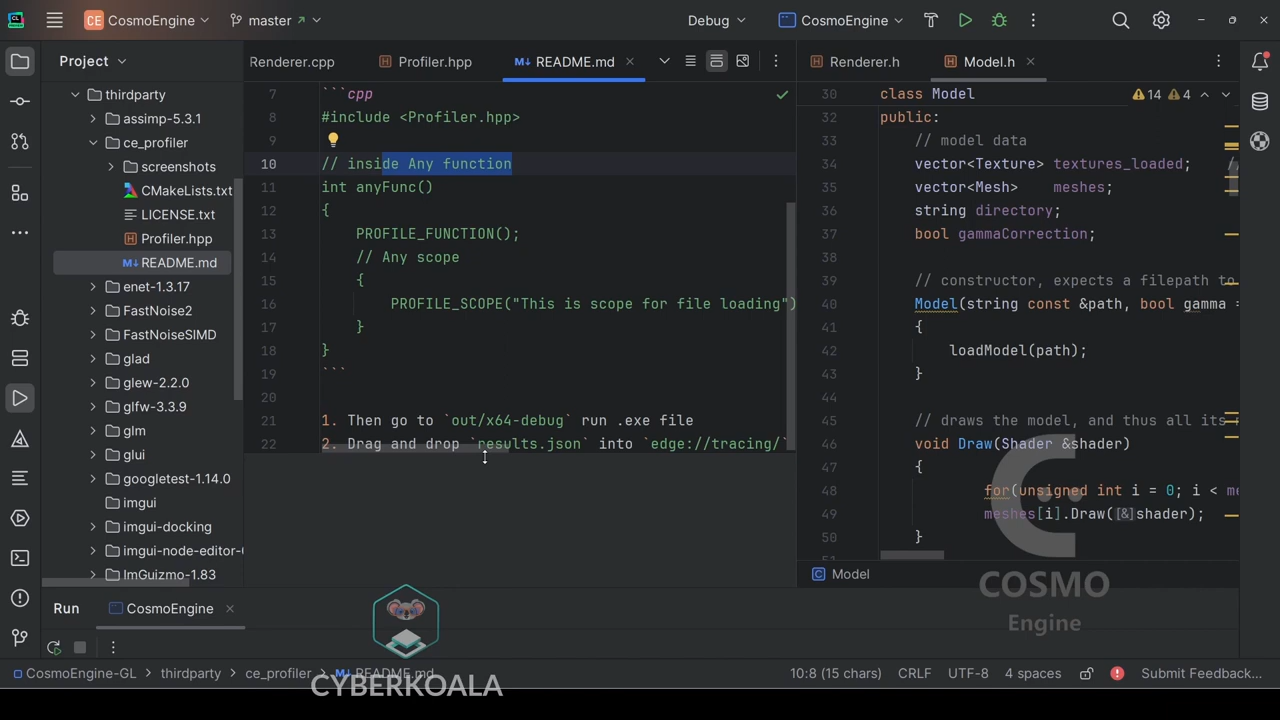 CL
CE CosmoEngine
master
Debug
CosmoEngine
Project
thirdparty
assimp-5.3.1
ce_profiler
screenshots
CMakeLists.txt
LICENSE.txt
Profiler.hpp
README.md
enet-1.3.17
FastNoise2
FastNoiseSIMD
glad
glew-2.2.0
glfw-3.3.9
glm
glui
googletest-1.14.0
imgui
imgui-docking
imgui-node-editor-
ImGuizmo-1.83
Renderer.cpp
Profiler.hpp
README.md
7 ```cpp
8 #include <Profiler.hpp>
9
10 // inside Any function
11 int anyFunc()
12 {
13 PROFILE_FUNCTION();
14 // Any scope
15 {
16 PROFILE_SCOPE("This is scope for file loading")
17 }
18 }
19 ```
20
21 1. Then go to `out/x64-debug` run .exe file
22 2. Drag and drop `results.json` into `edge://tracing/`
Renderer.h
Model.h
14 4
30 class Model
32 public:
33 // model data
34 vector<Texture> textures_loaded; /
35 vector<Mesh> meshes;
36 string directory;
37 bool gammaCorrection;
39 // constructor, expects a filepath to
40 Model(string const &path, bool gamma =
41 {
42 loadModel(path);
43 }
44
45 // draws the model, and thus all its
46 void Draw(Shader &shader)
47 {
48 for(unsigned int i = 0; i <
49 meshes[i].Draw([&]shader);
50 }
Model
COSMO
Engine
Run
CosmoEngine
CYBERKOALA
CosmoEngine-GL
thirdparty
ce_profiler
README.md
10:8 (15 chars)
CRLF
UTF-8
4 spaces
Submit Feedback...